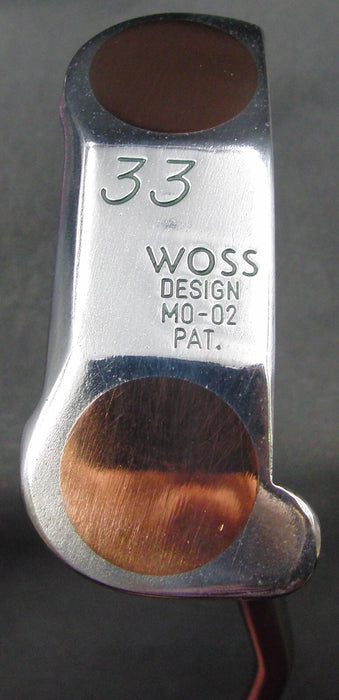 33
WOSS
DESIGN
MO-02
PAT.